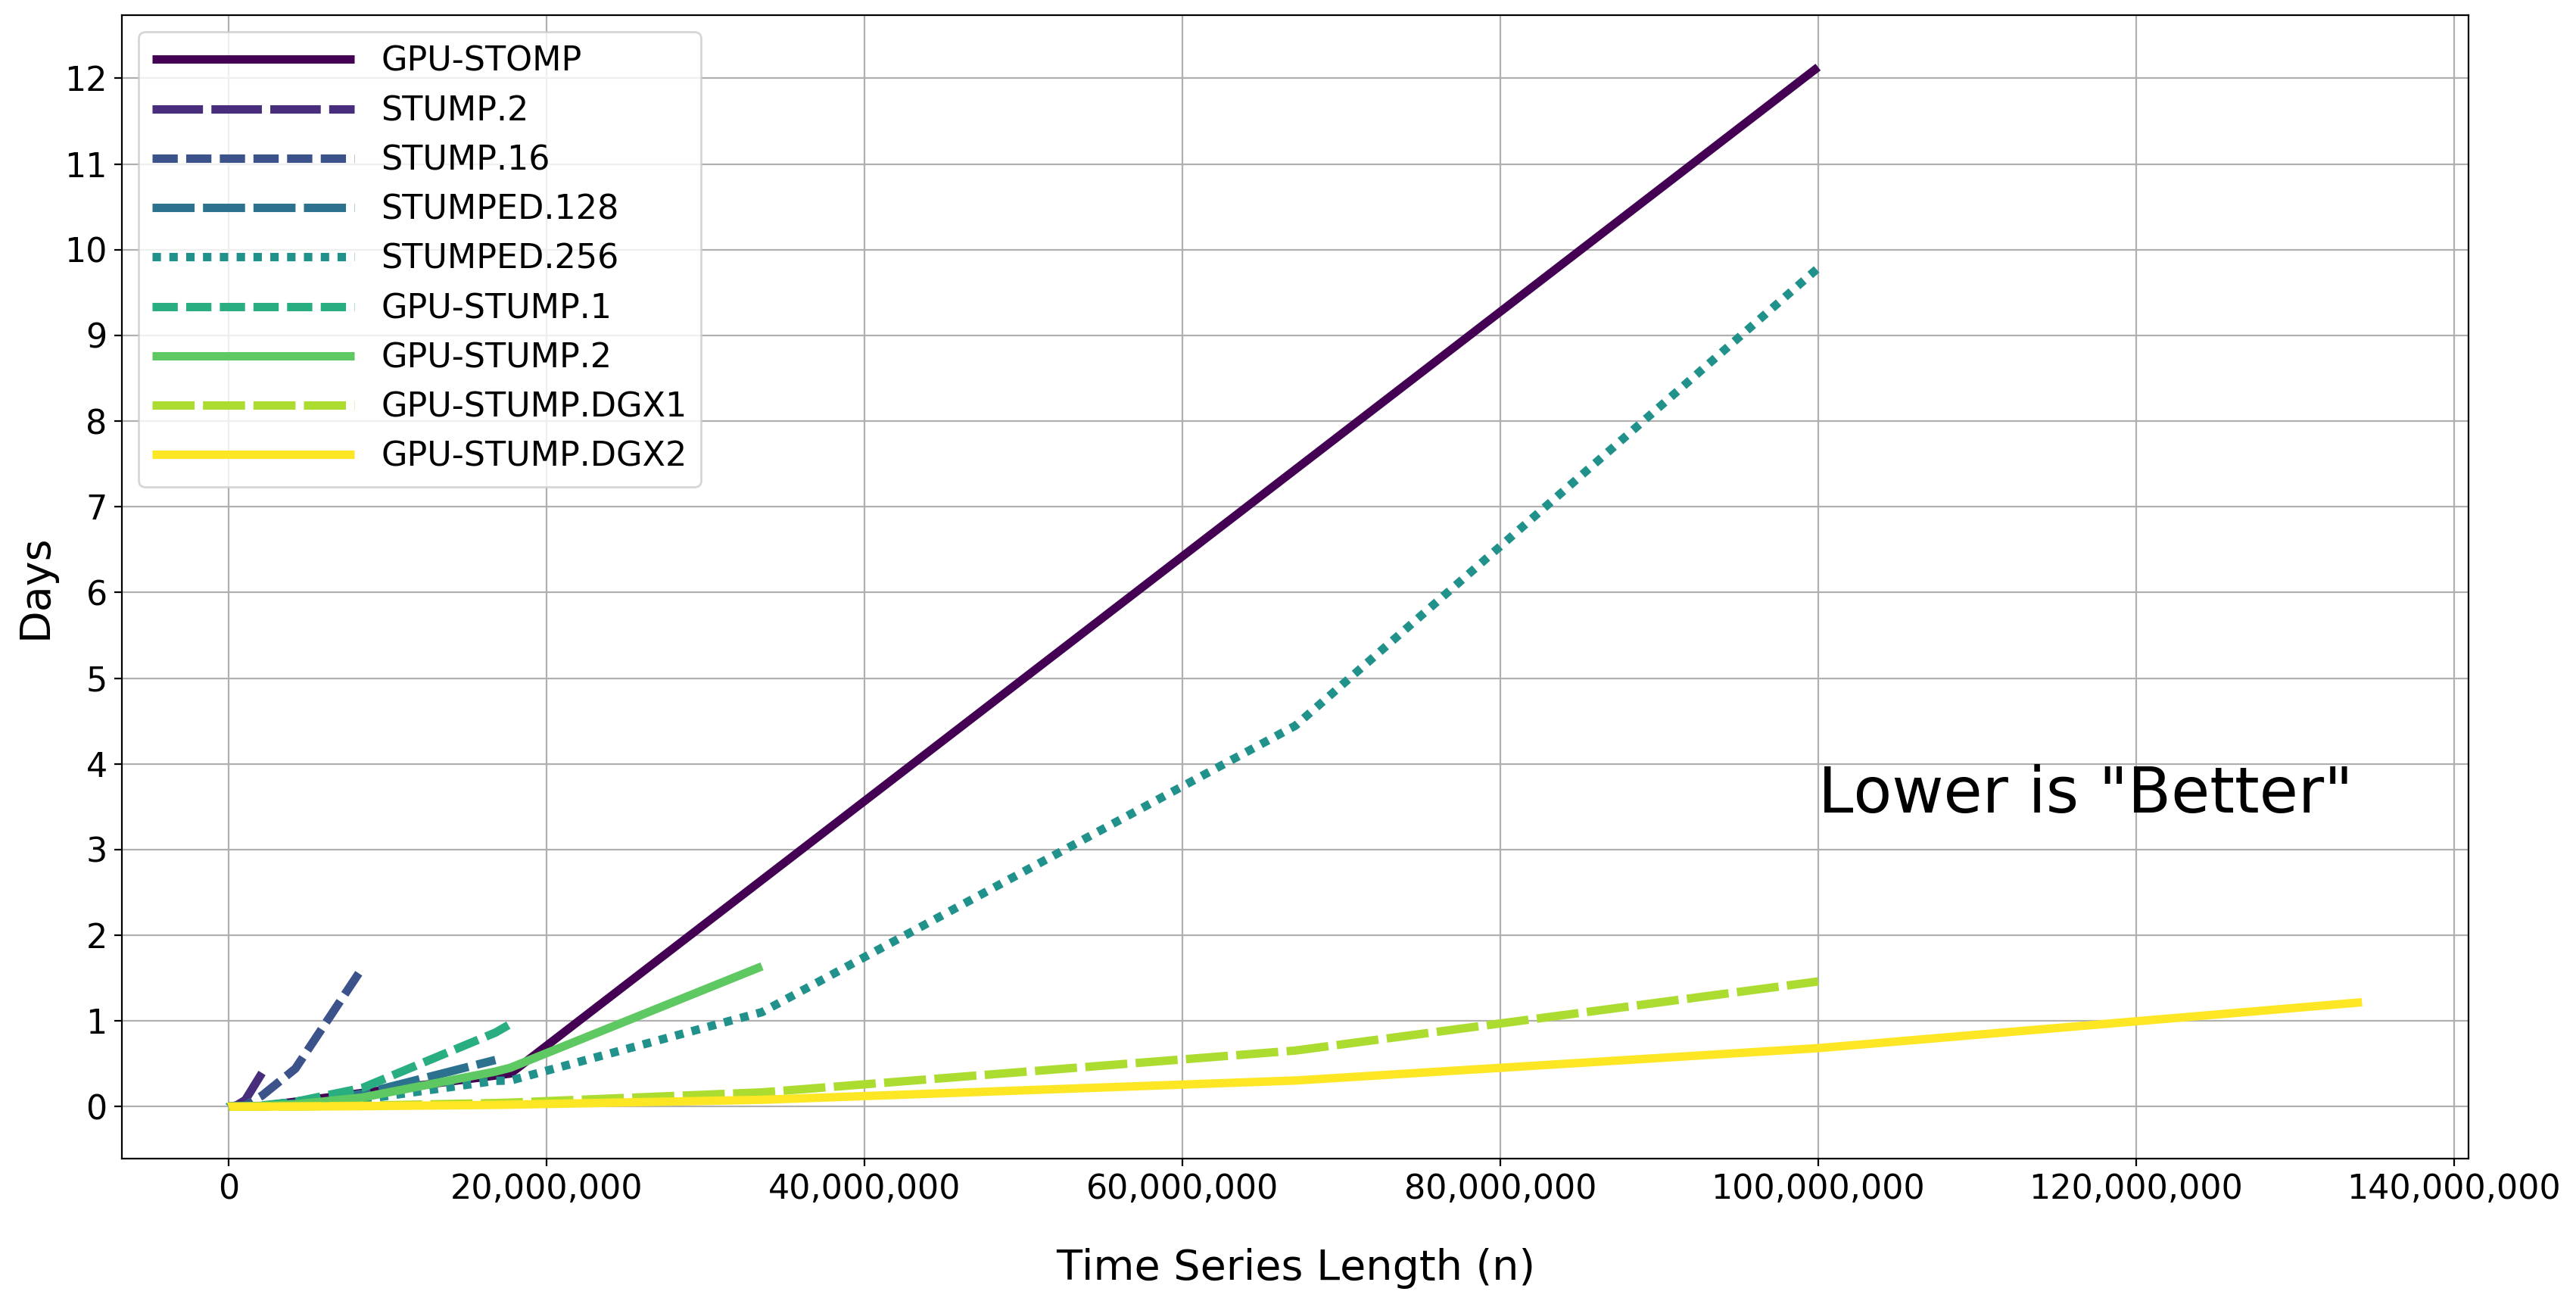 GPU-STOMP
STUMP.2
STUMP.16
STUMPED.128
STUMPED.256
GPU-STUMP.1
GPU-STUMP.2
GPU-STUMP.DGX1
GPU-STUMP.DGX2
12
11
10
9
8
7
6
5
4
3
2
1
0
Days
Lower is "Better"
0 20,000,000 40,000,000 60,000,000 80,000,000 100,000,000 120,000,000 140,000,000
Time Series Length (n)